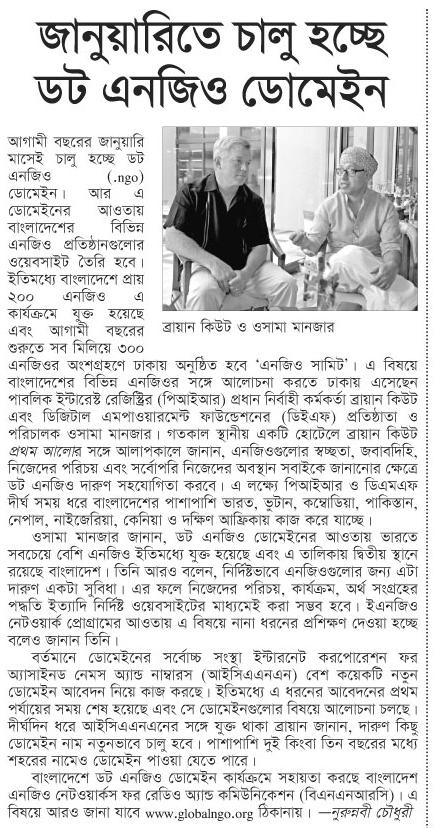 জানুয়ারিতে চালু হচ্ছে
ডট এনজিও ডোমেইন
আগামী বছরের জানুয়ারি
মাসেই চালু হচ্ছে ডট
এনজিও (.ngo)
ডোমেইন। আর এ
ডোমেইনের আওতায়
বাংলাদেশের বিভিন্ন
এনজিও প্রতিষ্ঠানগুলোর
ওয়েবসাইট তৈরি হবে।
ইতিমধ্যে বাংলাদেশে প্রায়
২০০ এনজিও এ
কার্যক্রমে যুক্ত হয়েছে
এবং আগামী বছরের
শুরুতে সব মিলিয়ে ৩০০
ব্রায়ান কিউট ও ওসামা মানজার
এনজিওর অংশগ্রহণে ঢাকায় অনুষ্ঠিত হবে ‘এনজিও সামিট’। এ বিষয়ে
বাংলাদেশের বিভিন্ন এনজিওর সঙ্গে আলোচনা করতে ঢাকায় এসেছেন
পাবলিক ইন্টারেস্ট রেজিস্ট্রির (পিআইআর) প্রধান নির্বাহী কর্মকর্তা ব্রায়ান কিউট
এবং ডিজিটাল এমপাওয়ারমেন্ট ফাউন্ডেশনের (ডিইএফ) প্রতিষ্ঠাতা ও
পরিচালক ওসামা মানজার। গতকাল স্থানীয় একটি হোটেলে ব্রায়ান কিউট
প্রথম আলোর সঙ্গে আলাপকালে জানান, এনজিওগুলোর স্বচ্ছতা, জবাবদিহি,
নিজেদের পরিচয় এবং সর্বোপরি নিজেদের অবস্থান সবাইকে জানানোর ক্ষেত্রে
ডট এনজিও দারুণ সহযোগিতা করবে। এ লক্ষ্যে পিআইআর ও ডিএমএফ
দীর্ঘ সময় ধরে বাংলাদেশের পাশাপাশি ভারত, ভুটান, কম্বোডিয়া, পাকিস্তান,
নেপাল, নাইজেরিয়া, কেনিয়া ও দক্ষিণ আফ্রিকায় কাজ করে যাচ্ছে।
ওসামা মানজার জানান, ডট এনজিও ডোমেইনের আওতায় ভারতে
সবচেয়ে বেশি এনজিও ইতিমধ্যে যুক্ত হয়েছে এবং এ তালিকায় দ্বিতীয় স্থানে
রয়েছে বাংলাদেশ। তিনি আরও বলেন, নির্দিষ্টভাবে এনজিওগুলোর জন্য এটা
দারুণ একটা সুবিধা। এর ফলে নিজেদের পরিচয়, কার্যক্রম, অর্থ সংগ্রহের
পদ্ধতি ইত্যাদি নির্দিষ্ট ওয়েবসাইটের মাধ্যমেই করা সম্ভব হবে। ইএনজিও
নেটওয়ার্ক প্রোগ্রামের আওতায় এ বিষয়ে নানা ধরনের প্রশিক্ষণ দেওয়া হচ্ছে
বলেও জানান তিনি।
বর্তমানে ডোমেইনের সর্বোচ্চ সংস্থা ইন্টারনেট করপোরেশন ফর
অ্যাসাইনড নেমস অ্যান্ড নাম্বারস (আইসিএএনএন) বেশ কয়েকটি নতুন
ডোমেইন আবেদন নিয়ে কাজ করছে। ইতিমধ্যে এ ধরনের আবেদনের প্রথম
পর্যায়ের সময় শেষ হয়েছে এবং সে ডোমেইনগুলোর বিষয়ে আলোচনা চলছে।
দীর্ঘদিন ধরে আইসিএএনএনের সঙ্গে যুক্ত থাকা ব্রায়ান জানান, দারুণ কিছু
ডোমেইন নাম নতুনভাবে চালু হবে। পাশাপাশি দুই কিংবা তিন বছরের মধ্যে
শহরের নামেও ডোমেইন পাওয়া যেতে পারে।
বাংলাদেশে ডট এনজিও ডোমেইন কার্যক্রমে সহায়তা করছে বাংলাদেশ
এনজিও নেটওয়ার্কস ফর রেডিও অ্যান্ড কমিউনিকেশন (বিএনএনআরসি)। এ
বিষয়ে আরও জানা যাবে www.globalngo.org ঠিকানায়। —নুরুন্নবী চৌধুরী